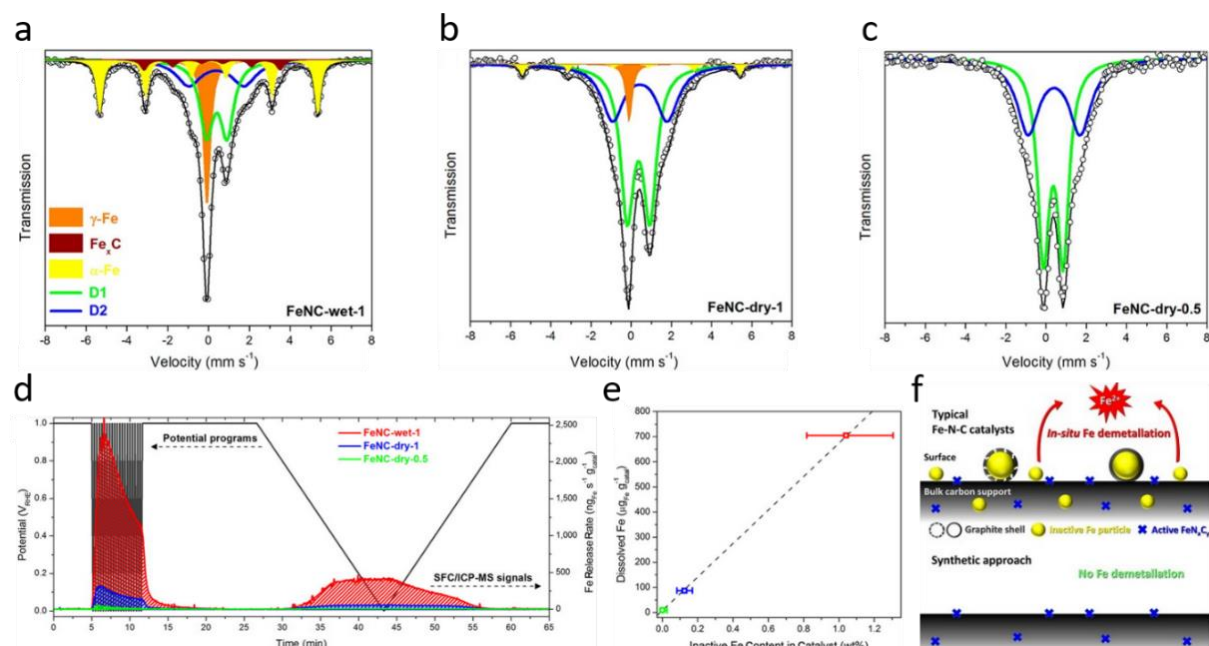 a
b
c
Transmission
γ-Fe
FexC
α-Fe
D1
D2
FeNC-wet-1
-8 -6 -4 -2 0 2 4 6 8
Velocity (mm s-1)
Transmission
FeNC-dry-1
-8 -6 -4 -2 0 2 4 6 8
Velocity (mm s-1)
Transmission
FeNC-dry-0.5
-8 -6 -4 -2 0 2 4 6 8
Velocity (mm s-1)
d
e
f
Potential (VRHE)
1.0
0.8
0.6
0.4
0.2
0.0
Potential programs
FeNC-wet-1
FeNC-dry-1
FeNC-dry-0.5
SFC/ICP-MS signals
2,500
2,000
1,500
1,000
500
0
Fe Release Rate (ngFe s-1 gcatal-1)
0 5 10 15 20 25 30 35 40 45 50 55 60 65
Time (min)
Dissolved Fe (μgFe gcatal-1)
800
700
600
500
400
300
200
100
0
0.0 0.2 0.4 0.6 0.8 1.0 1.2
Inactive Fe Content in Catalyst (wt%)
Typical
Fe-N-C catalysts
Fe2+
In-situ Fe demetallation
Surface
Bulk carbon support
Graphite shell
Inactive Fe particle
Active FeNxCy
Synthetic approach
No Fe demetallation